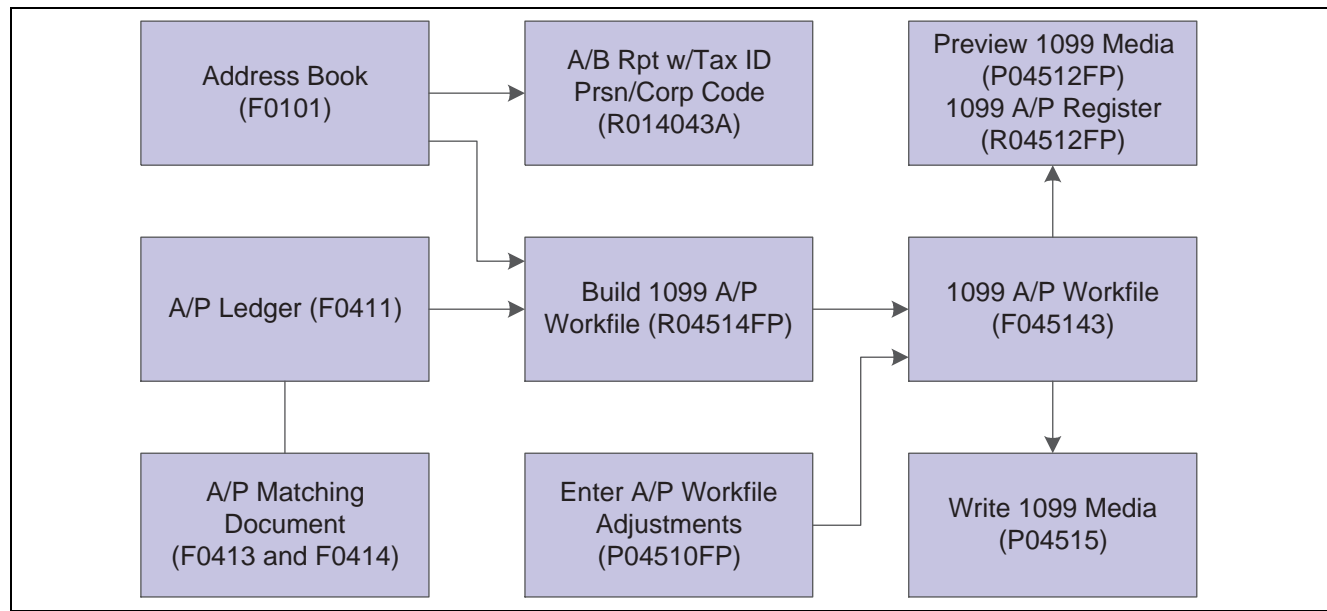 Address Book
(F0101)
A/B Rpt w/Tax ID
Prsn/Corp Code
(R014043A)
Preview 1099 Media
(P04512FP)
1099 A/P Register
(R04512FP)
A/P Ledger (F0411)
Build 1099 A/P
Workfile (R04514FP)
1099 A/P Workfile
(F045143)
A/P Matching
Document
(F0413 and F0414)
Enter A/P Workfile
Adjustments
(P04510FP)
Write 1099 Media
(P04515)